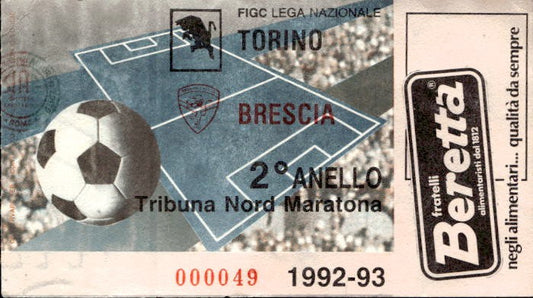 FIGC LEGA NAZIONALE
TORINO
BRESCIA
2° ANELLO
Tribuna Nord Maratona
000049 1992-93
fratelli
Beretta
alimentaristi dal 1812
negli alimentari... qualità da sempre